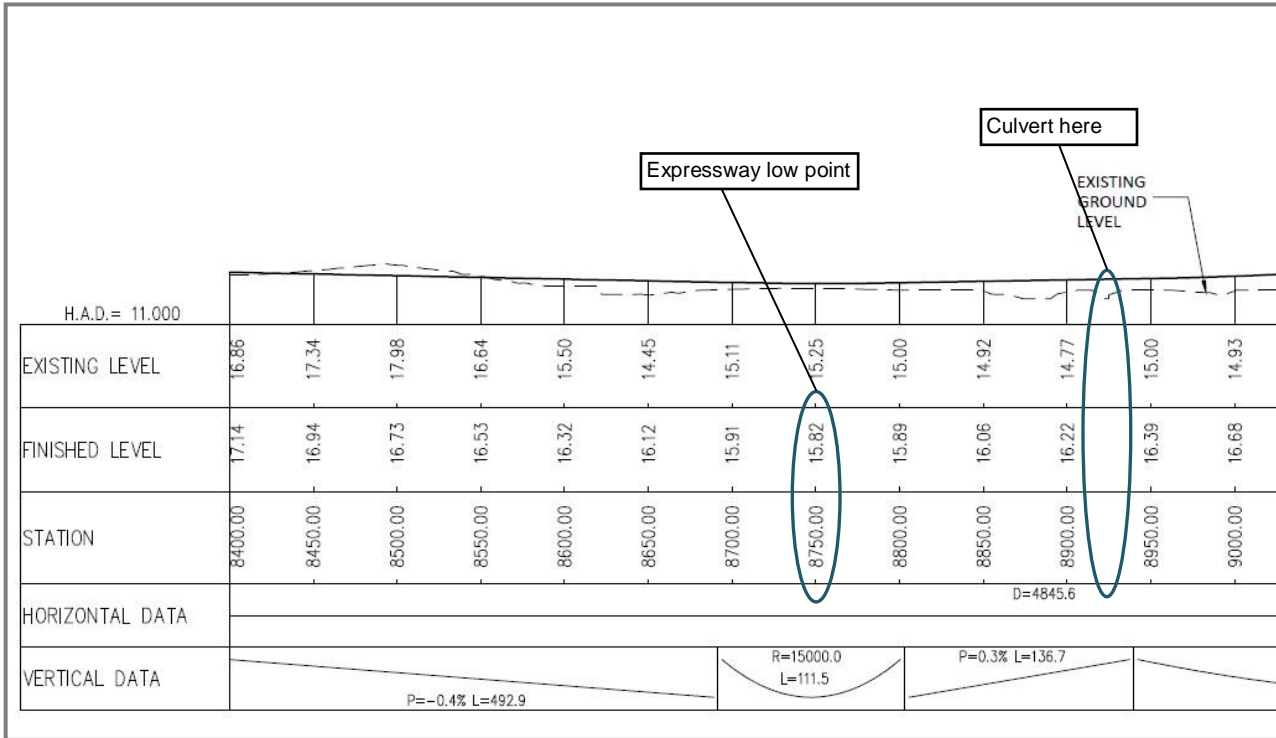 Culvert here
Expressway low point
EXISTING
GROUND
LEVEL
H.A.D.= 11.000
EXISTING LEVEL
16.86 17.34 17.98 16.64 15.50 14.45 15.11 15.25 15.00 14.92 14.77 15.00 14.93
FINISHED LEVEL
17.14 16.94 16.73 16.53 16.32 16.12 15.91 15.82 15.89 16.06 16.22 16.39 16.68
STATION
8400.00 8450.00 8500.00 8550.00 8600.00 8650.00 8700.00 8750.00 8800.00 8850.00 8900.00 8950.00 9000.00
HORIZONTAL DATA
D=4845.6
VERTICAL DATA
P=-0.4% L=492.9
R=15000.0
L=111.5
P=0.3% L=136.7